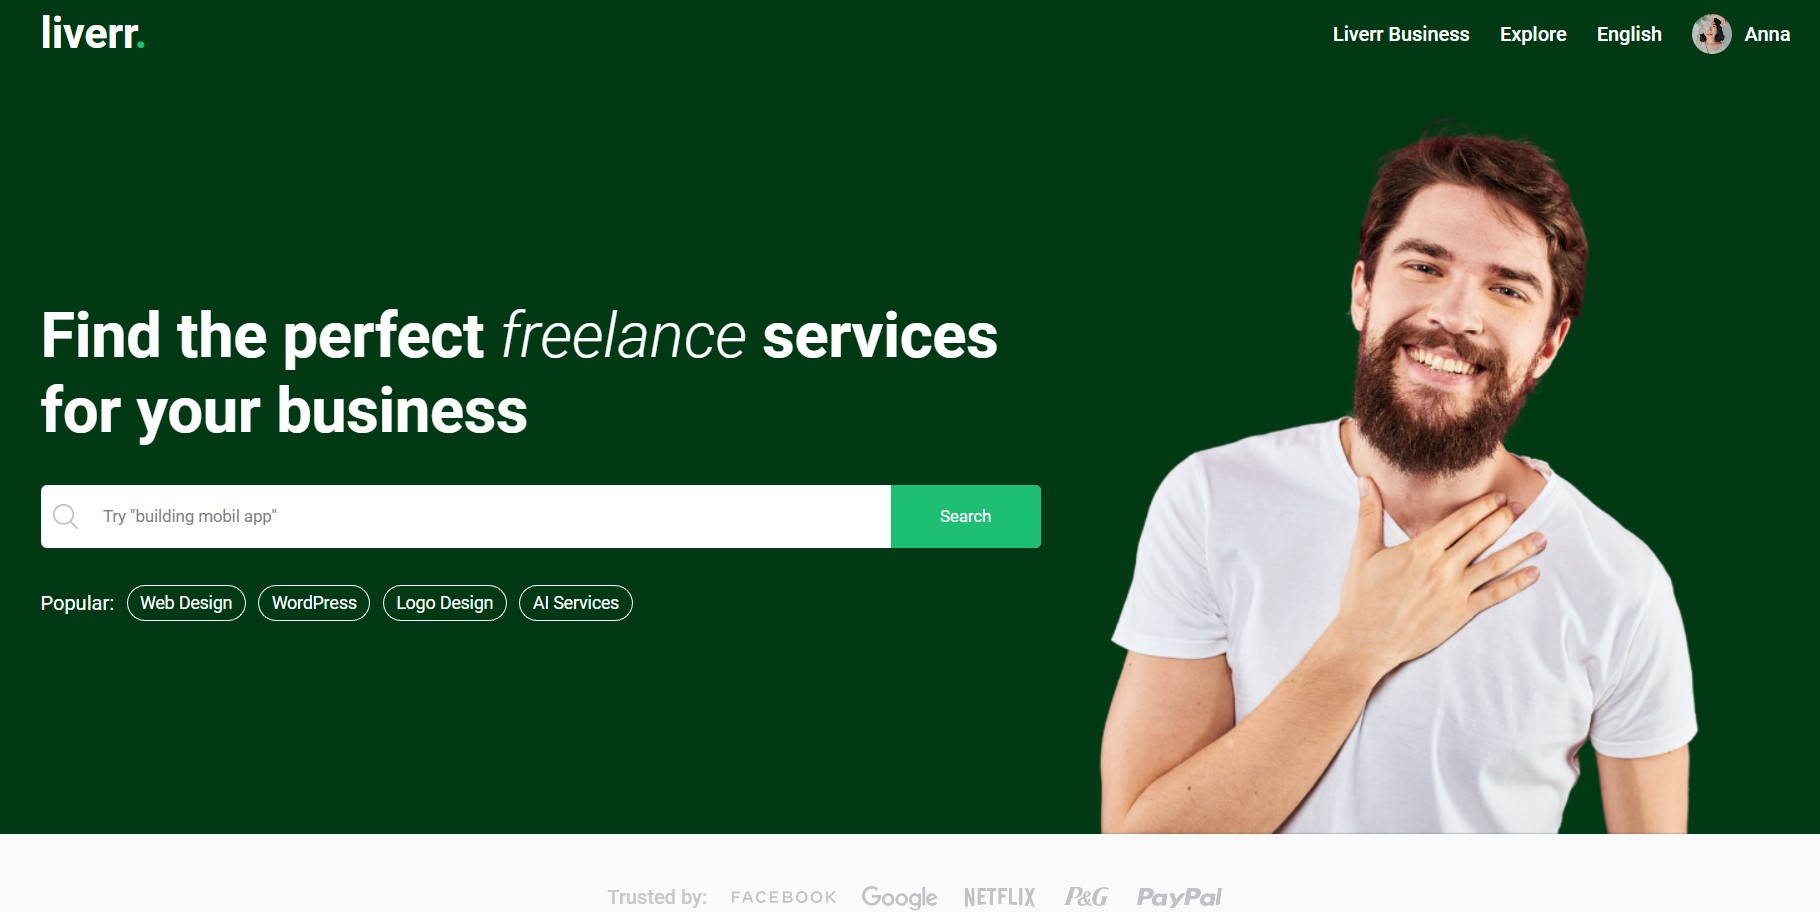 liverr.
Liverr Business
Explore
English
Anna
Find the perfect freelance services
for your business
Try "building mobil app"
Search
Popular:
Web Design
WordPress
Logo Design
AI Services
Trusted by:
FACEBOOK
Google
NETFLIX
P&G
PayPal